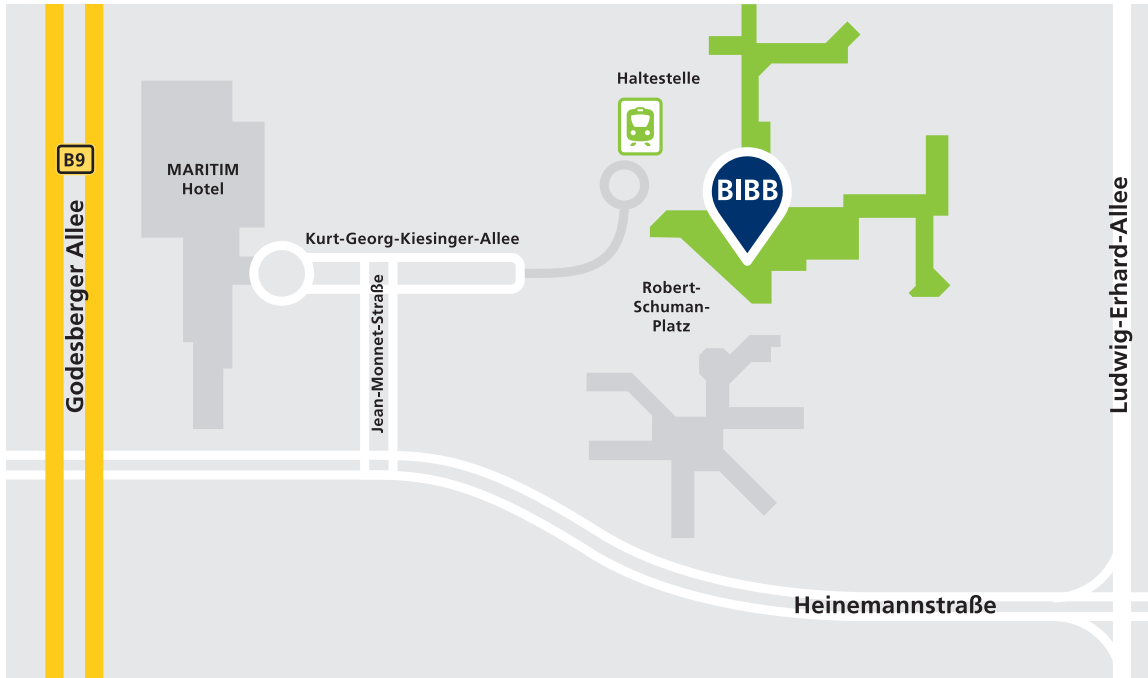 Haltestelle
B9
MARITIM
Hotel
BIBB
Godesberger Allee
Kurt-Georg-Kiesinger-Allee
Jean-Monnet-Straße
Robert-
Schuman-
Platz
Ludwig-Erhard-Allee
Heinemannstraße